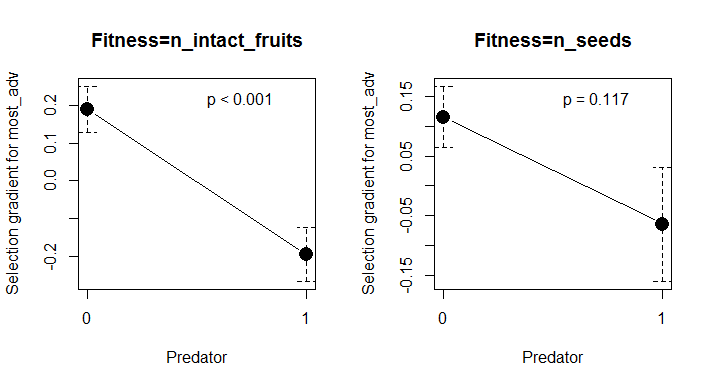 Fitness=n_intact_fruits
Selection gradient for most_adv
0.2
0.1
0.0
-0.2
p < 0.001
0
1
Predator
Fitness=n_seeds
Selection gradient for most_adv
0.15
0.05
-0.05
-0.15
p = 0.117
0
1
Predator